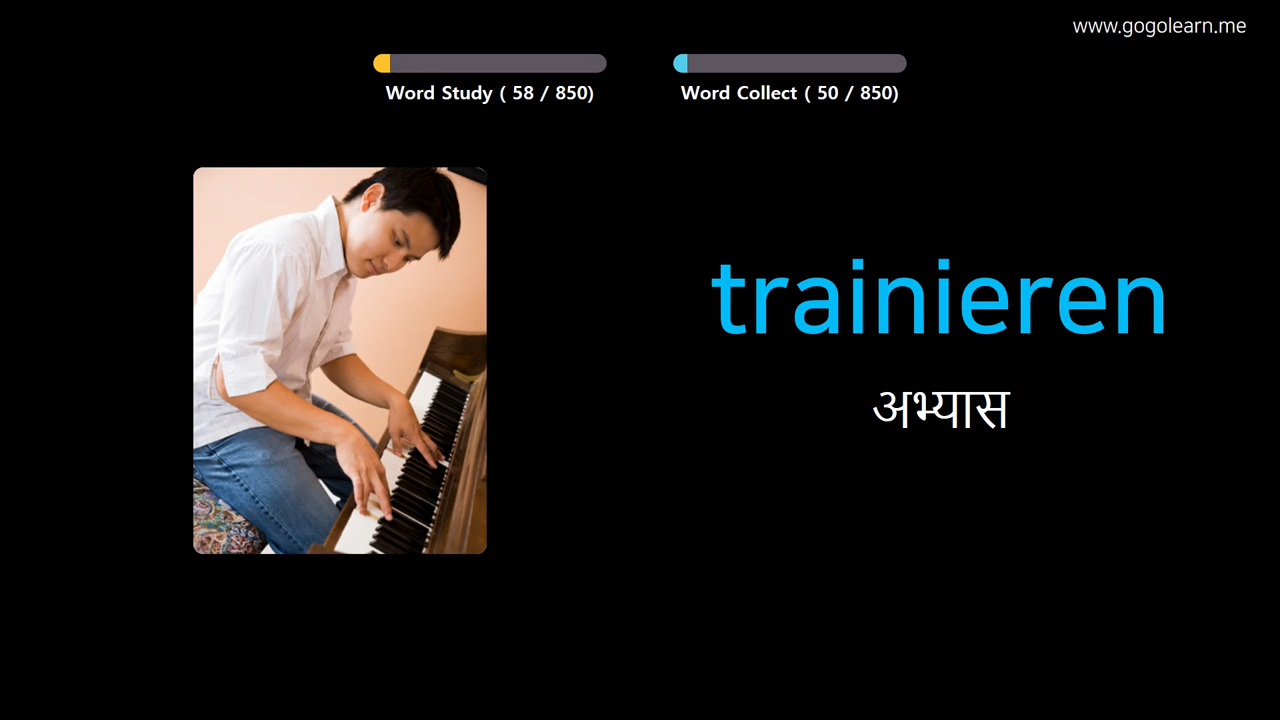 www.gogolearn.me
Word Study ( 58 / 850)
Word Collect ( 50 / 850)
trainieren
अभ्यास